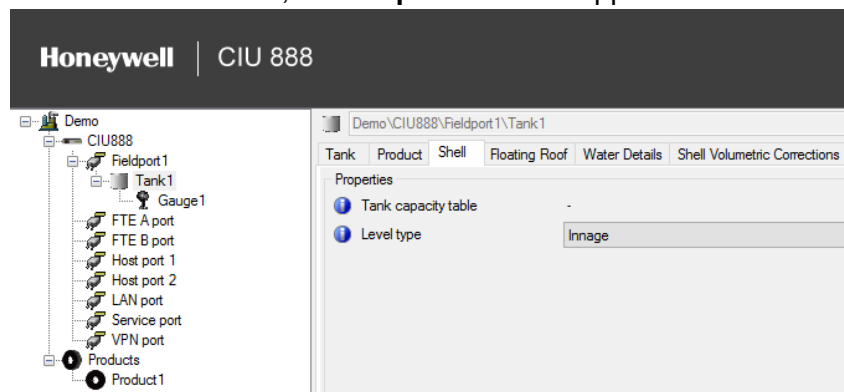 Honeywell | CIU 888
Demo
CIU888
Fieldport1
Tank1
Gauge1
FTE A port
FTE B port
Host port 1
Host port 2
LAN port
Service port
VPN port
Products
Product1
Demo\CIU888\Fieldport1\Tank1
Tank Product Shell Floating Roof Water Details Shell Volumetric Corrections
Properties
Tank capacity table -
Level type Innage